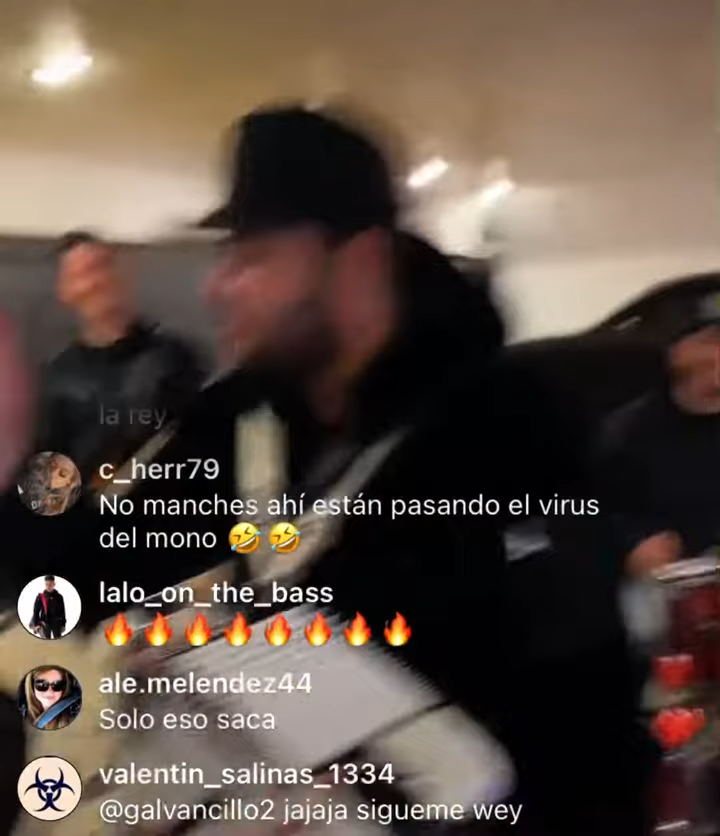 la rey
c_herr79
No manches ahí están pasando el virus
del mono 🤣🤣
lalo_on_the_bass
🔥🔥🔥🔥🔥🔥🔥🔥
ale.melendez44
Solo eso saca
valentin_salinas_1334
@galvancillo2 jajaja sigueme wey